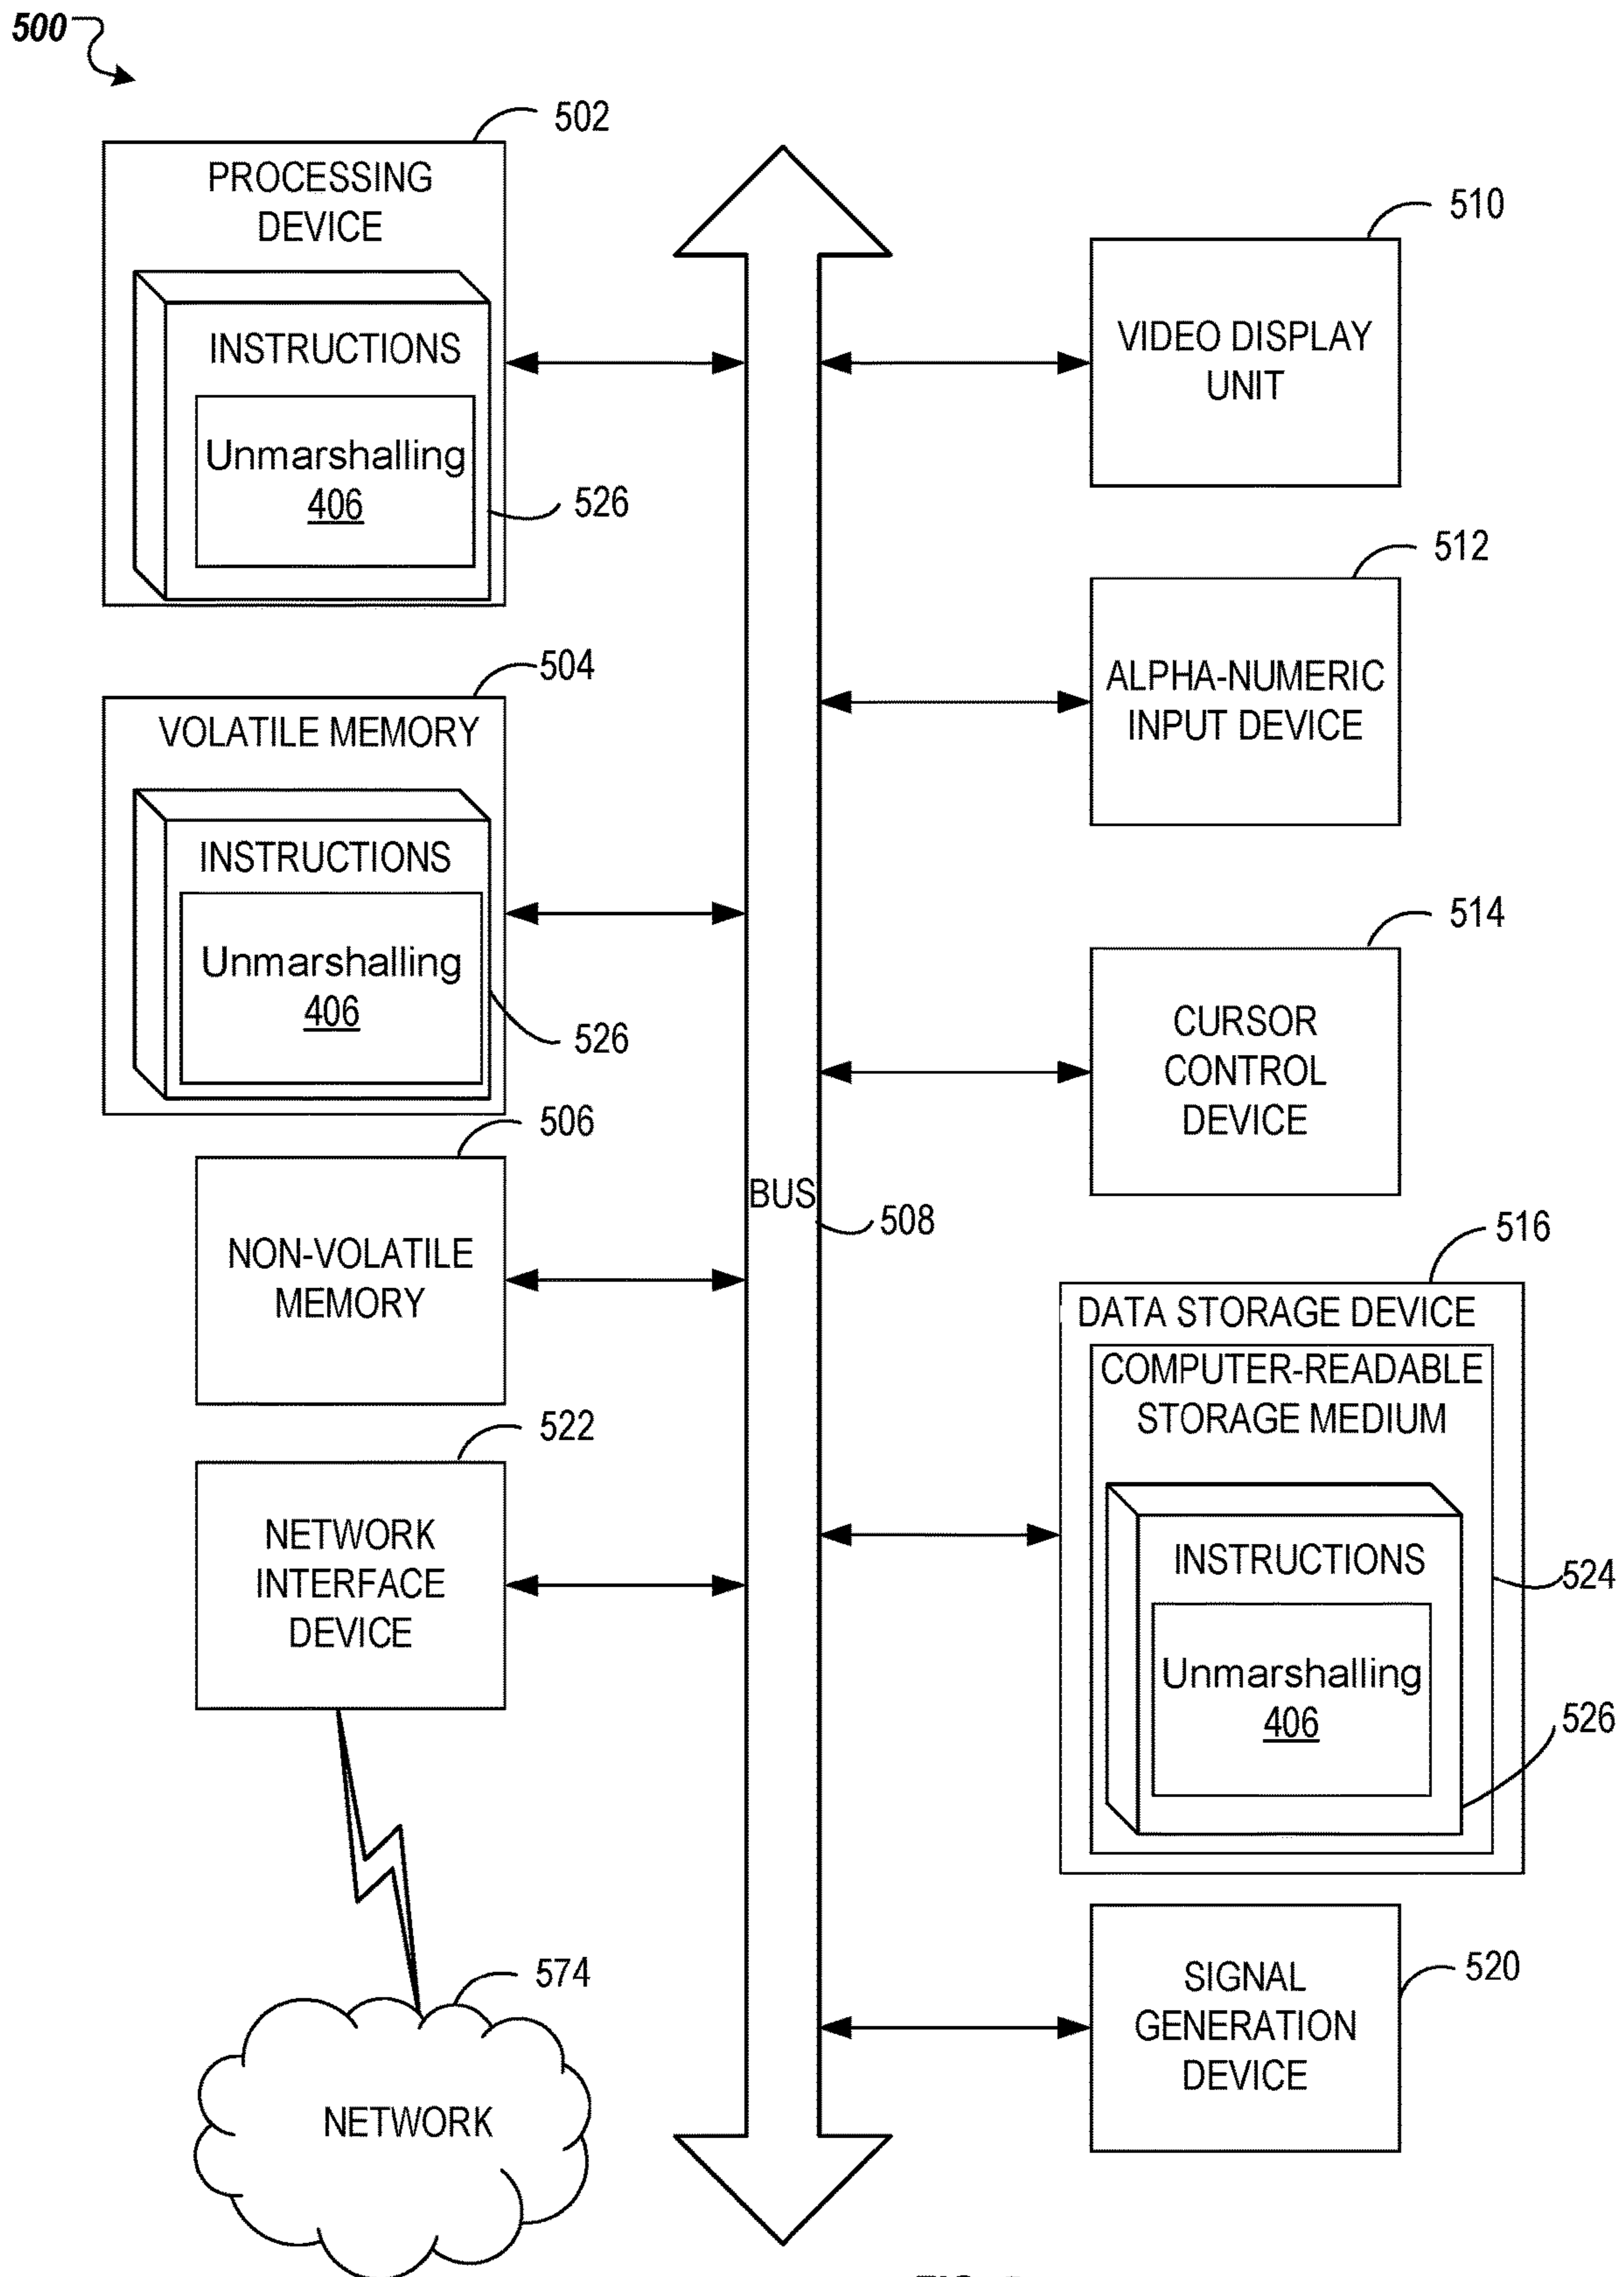 500
502
PROCESSING
DEVICE
INSTRUCTIONS
Unmarshalling
406
526
504
VOLATILE MEMORY
INSTRUCTIONS
Unmarshalling
406
526
506
NON-VOLATILE
MEMORY
522
NETWORK
INTERFACE
DEVICE
574
NETWORK
BUS
508
510
VIDEO DISPLAY
UNIT
512
ALPHA-NUMERIC
INPUT DEVICE
514
CURSOR
CONTROL
DEVICE
516
DATA STORAGE DEVICE
COMPUTER-READABLE
STORAGE MEDIUM
INSTRUCTIONS
524
Unmarshalling
406
526
SIGNAL
GENERATION
DEVICE
520